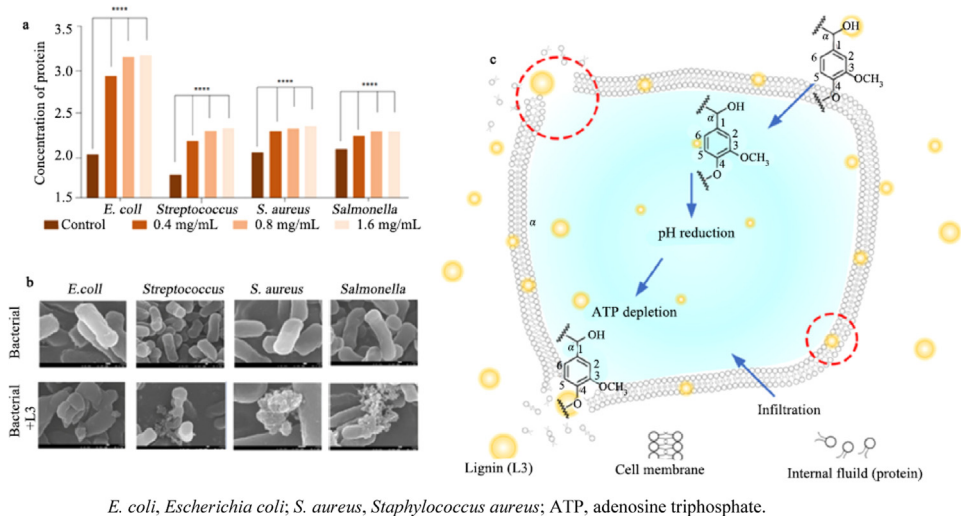 a
****
Concentration of protein
3.5
3.0
2.5
2.0
1.5
****
****
****
E. coll
Streptococcus
S. aureus
Salmonella
Control
0.4 mg/mL
0.8 mg/mL
1.6 mg/mL
b
E.coll
Streptococcus
S. aureus
Salmonella
Bacterial
Bacterial
+L3
c
OH
α
1
6
2
5
3
4
OCH3
O
OH
α
1
6
2
5
3
4
OCH3
O
α
pH reduction
ATP depletion
OH
α
1
6
2
5
3
4
OCH3
O
Infiltration
Lignin (L3)
Cell membrane
Internal fluild (protein)
E. coli, Escherichia coli; S. aureus, Staphylococcus aureus; ATP, adenosine triphosphate.